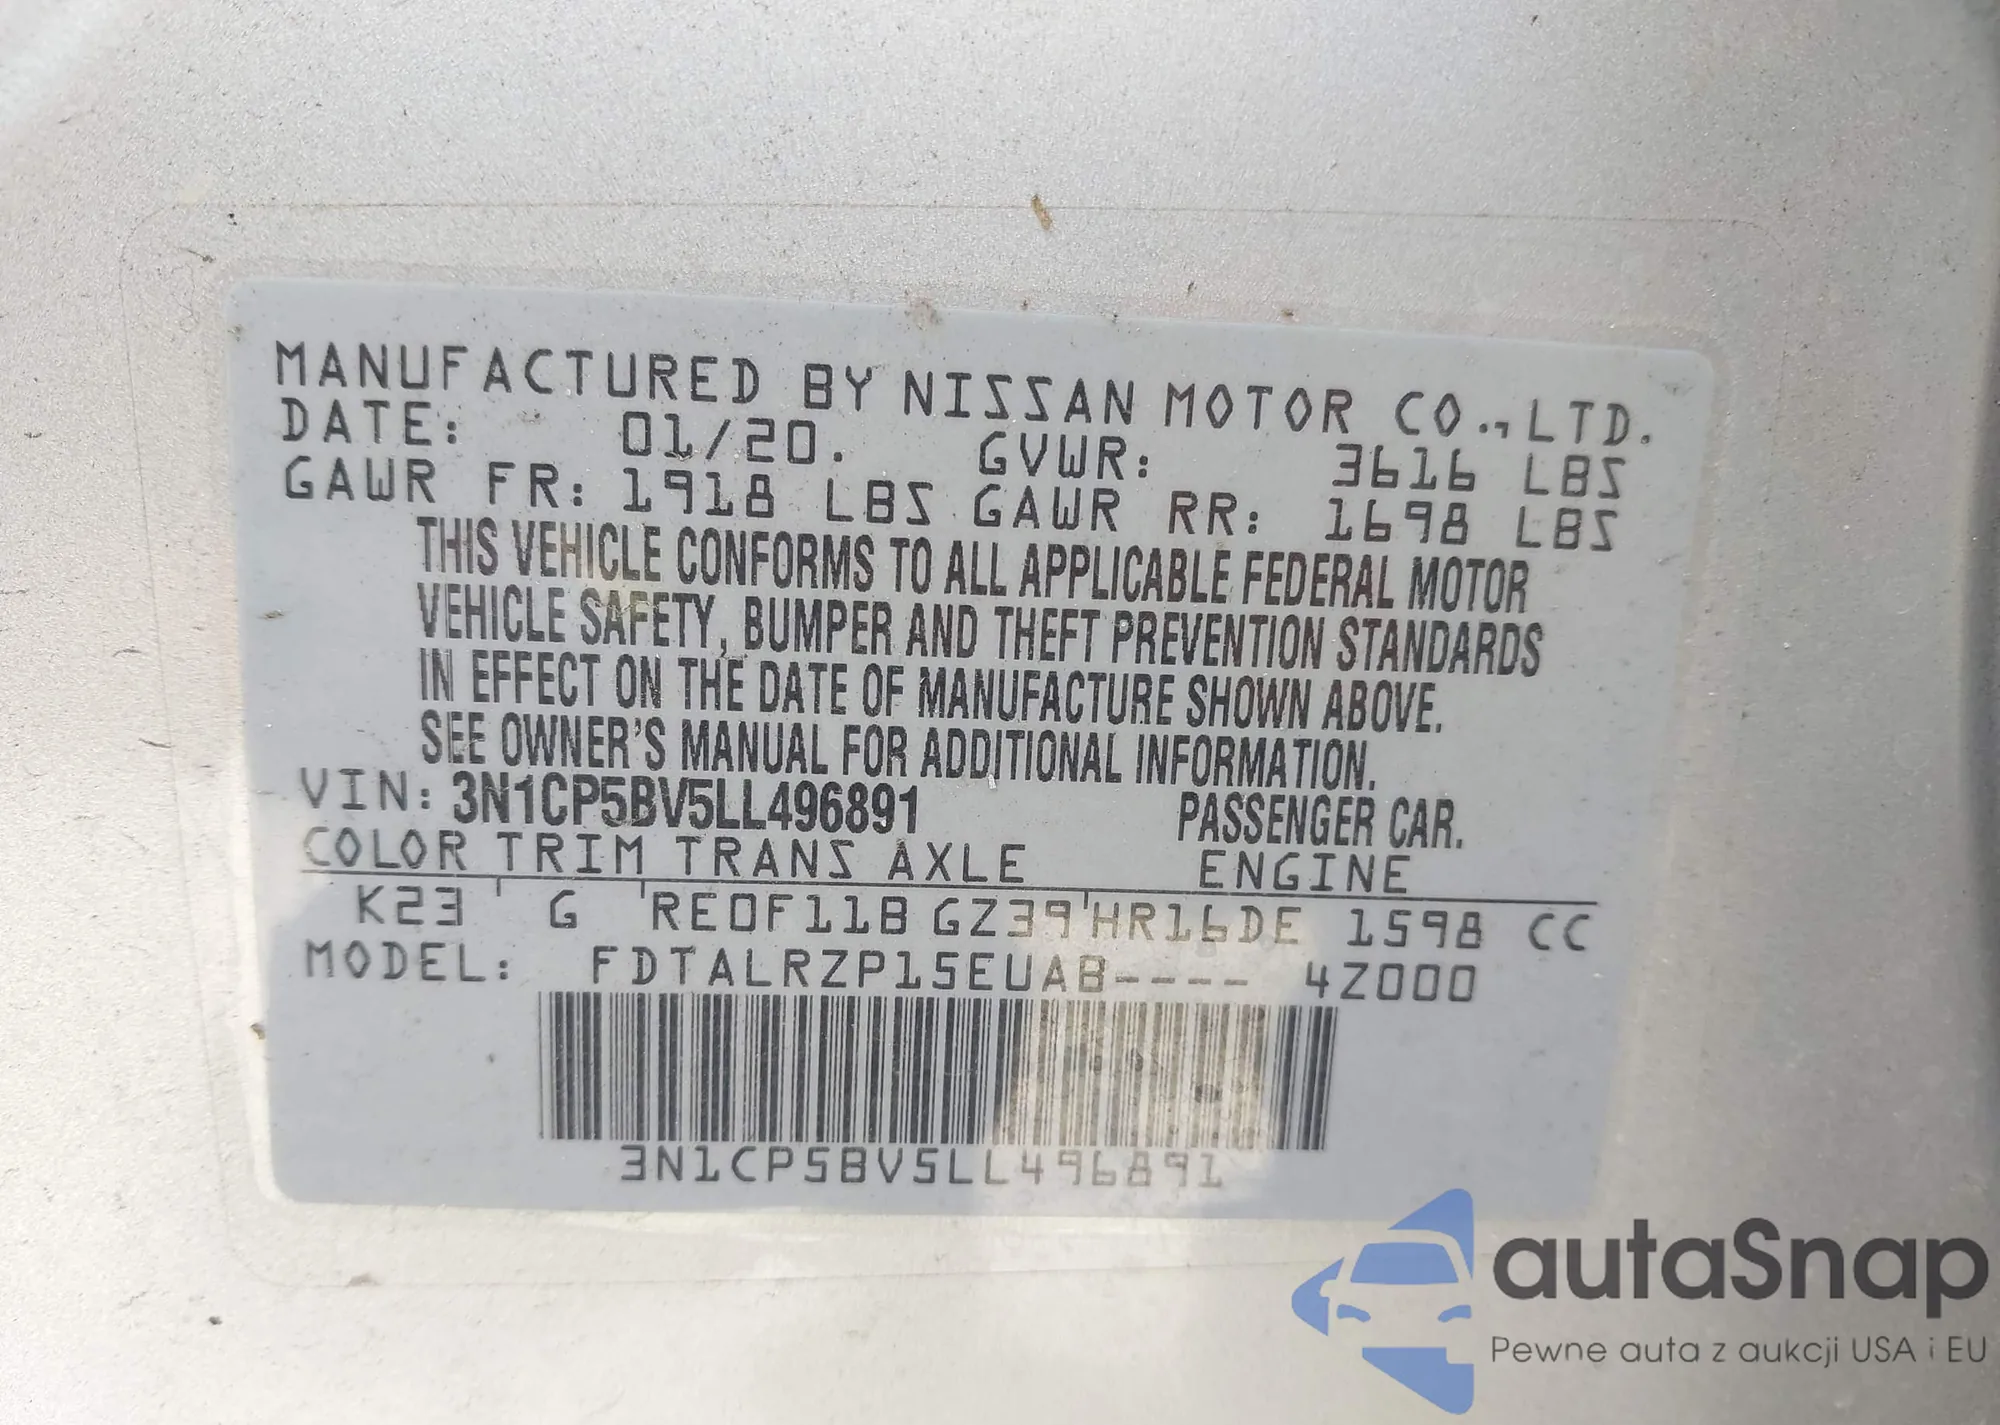 MANUFACTURED BY NISSAN MOTOR CO.,LTD.
DATE: 01/20. GVWR: 3616 LBS
GAWR FR: 1918 LBS GAWR RR: 1698 LBS
THIS VEHICLE CONFORMS TO ALL APPLICABLE FEDERAL MOTOR
VEHICLE SAFETY, BUMPER AND THEFT PREVENTION STANDARDS
IN EFFECT ON THE DATE OF MANUFACTURE SHOWN ABOVE.
SEE OWNER'S MANUAL FOR ADDITIONAL INFORMATION.
VIN: 3N1CP5BV5LL496891 PASSENGER CAR.
COLOR TRIM TRANS AXLE ENGINE
K23 G RE0F11B GZ39 HR16DE 1598 CC
MODEL: FDTALRZP15EUAB---- 4Z000
3N1CP5BV5LL496891
autaSnap
Pewne auta z aukcji USA i EU